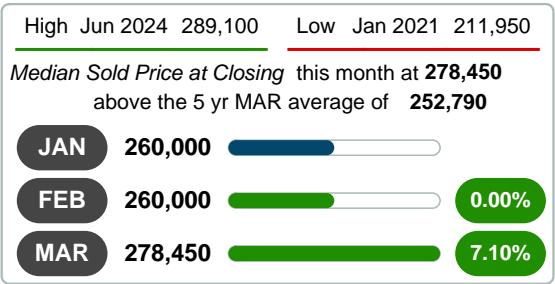 High Jun 2024 289,100 Low Jan 2021 211,950
Median Sold Price at Closing this month at 278,450
above the 5 yr MAR average of 252,790
JAN 260,000
FEB 260,000 0.00%
MAR 278,450 7.10%